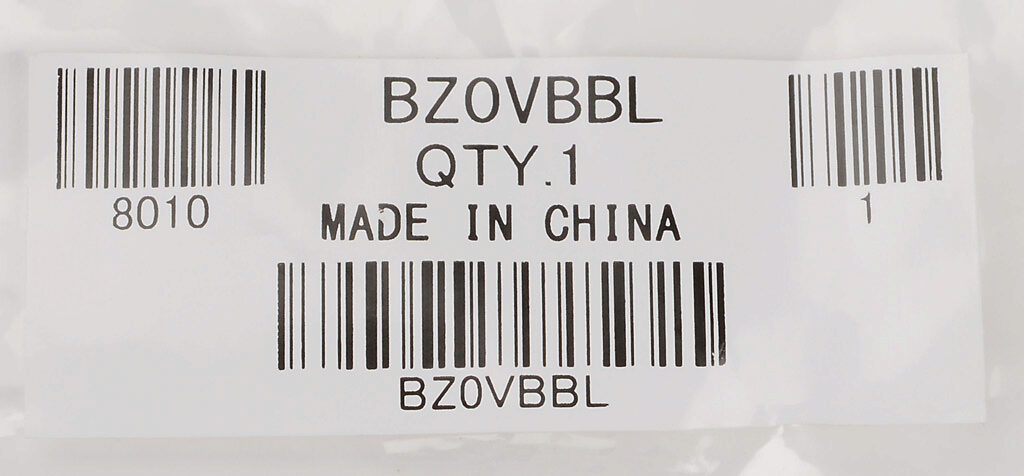 BZ0VBBL
QTY.1
8010
1
MADE IN CHINA
BZ0VBBL